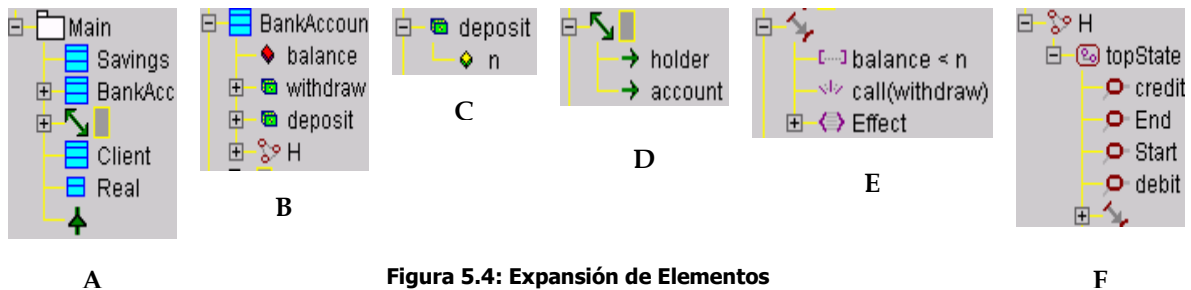 Main
Savings
BankAcc
Client
Real
A
BankAccoun
balance
withdraw
deposit
H
B
deposit
n
C
holder
account
D
balance < n
call(withdraw)
Effect
E
H
topState
credit
End
Start
debit
F
Figura 5.4: Expansión de Elementos